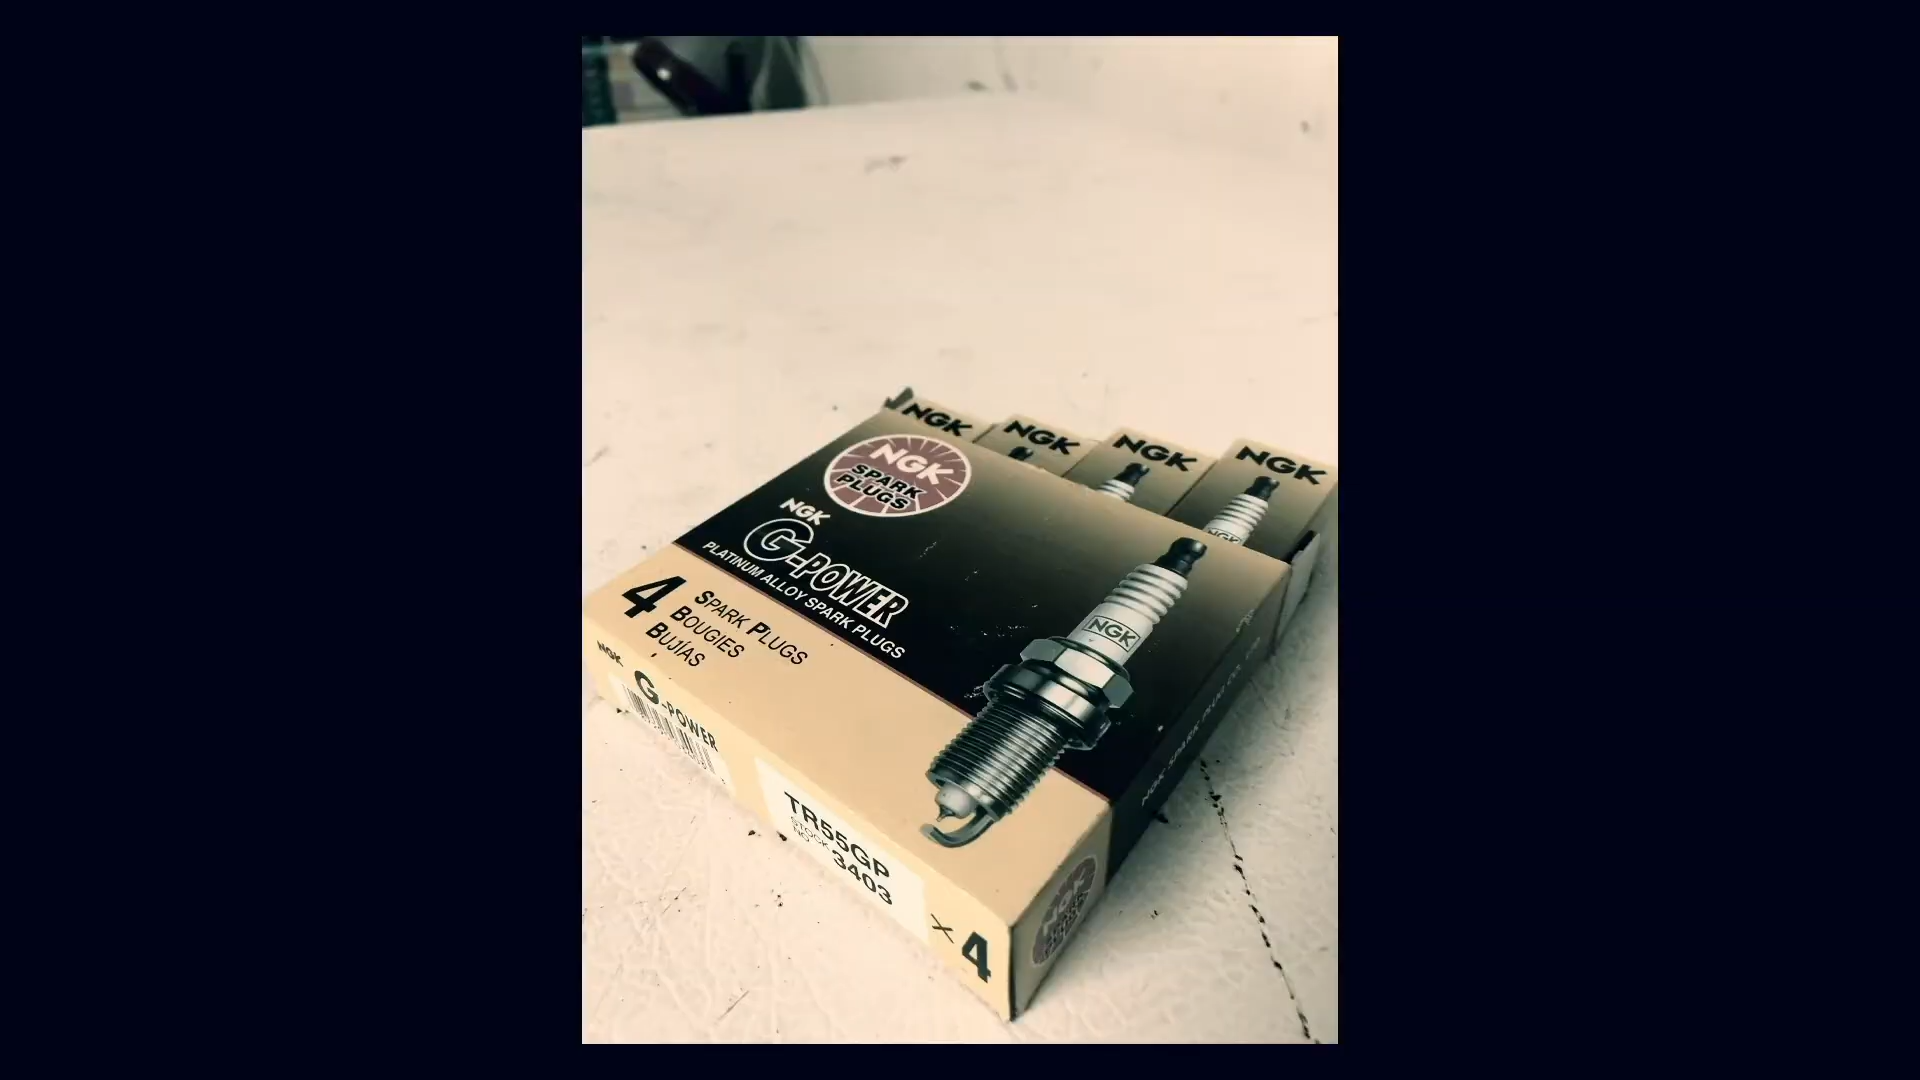 NGK
NGK
NGK
NGK
NGK
SPARK
PLUGS
NGK
G-POWER
PLATINUM ALLOY SPARK PLUGS
4
SPARK PLUGS
BOUGIES
BUJÍAS
NGK
NGK
NGK
G-POWER
TR55GP
STOCK
NO
3403
X 4